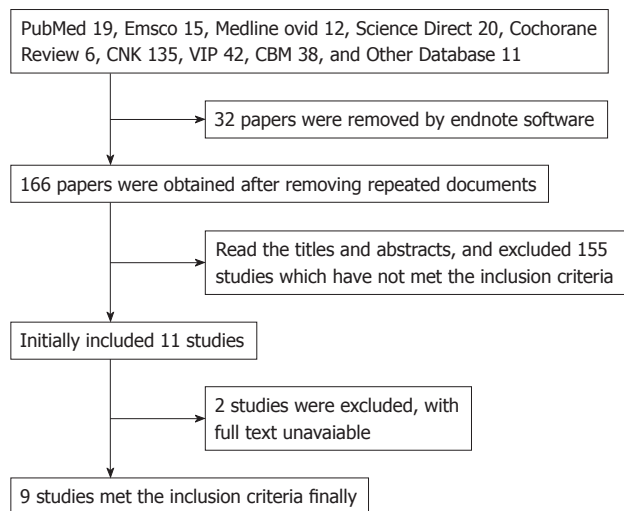 PubMed 19, Emsco 15, Medline ovid 12, Science Direct 20, Cochorane
Review 6, CNK 135, VIP 42, CBM 38, and Other Database 11
32 papers were removed by endnote software
166 papers were obtained after removing repeated documents
Read the titles and abstracts, and excluded 155
studies which have not met the inclusion criteria
Initially included 11 studies
2 studies were excluded, with
full text unavaiable
9 studies met the inclusion criteria finally